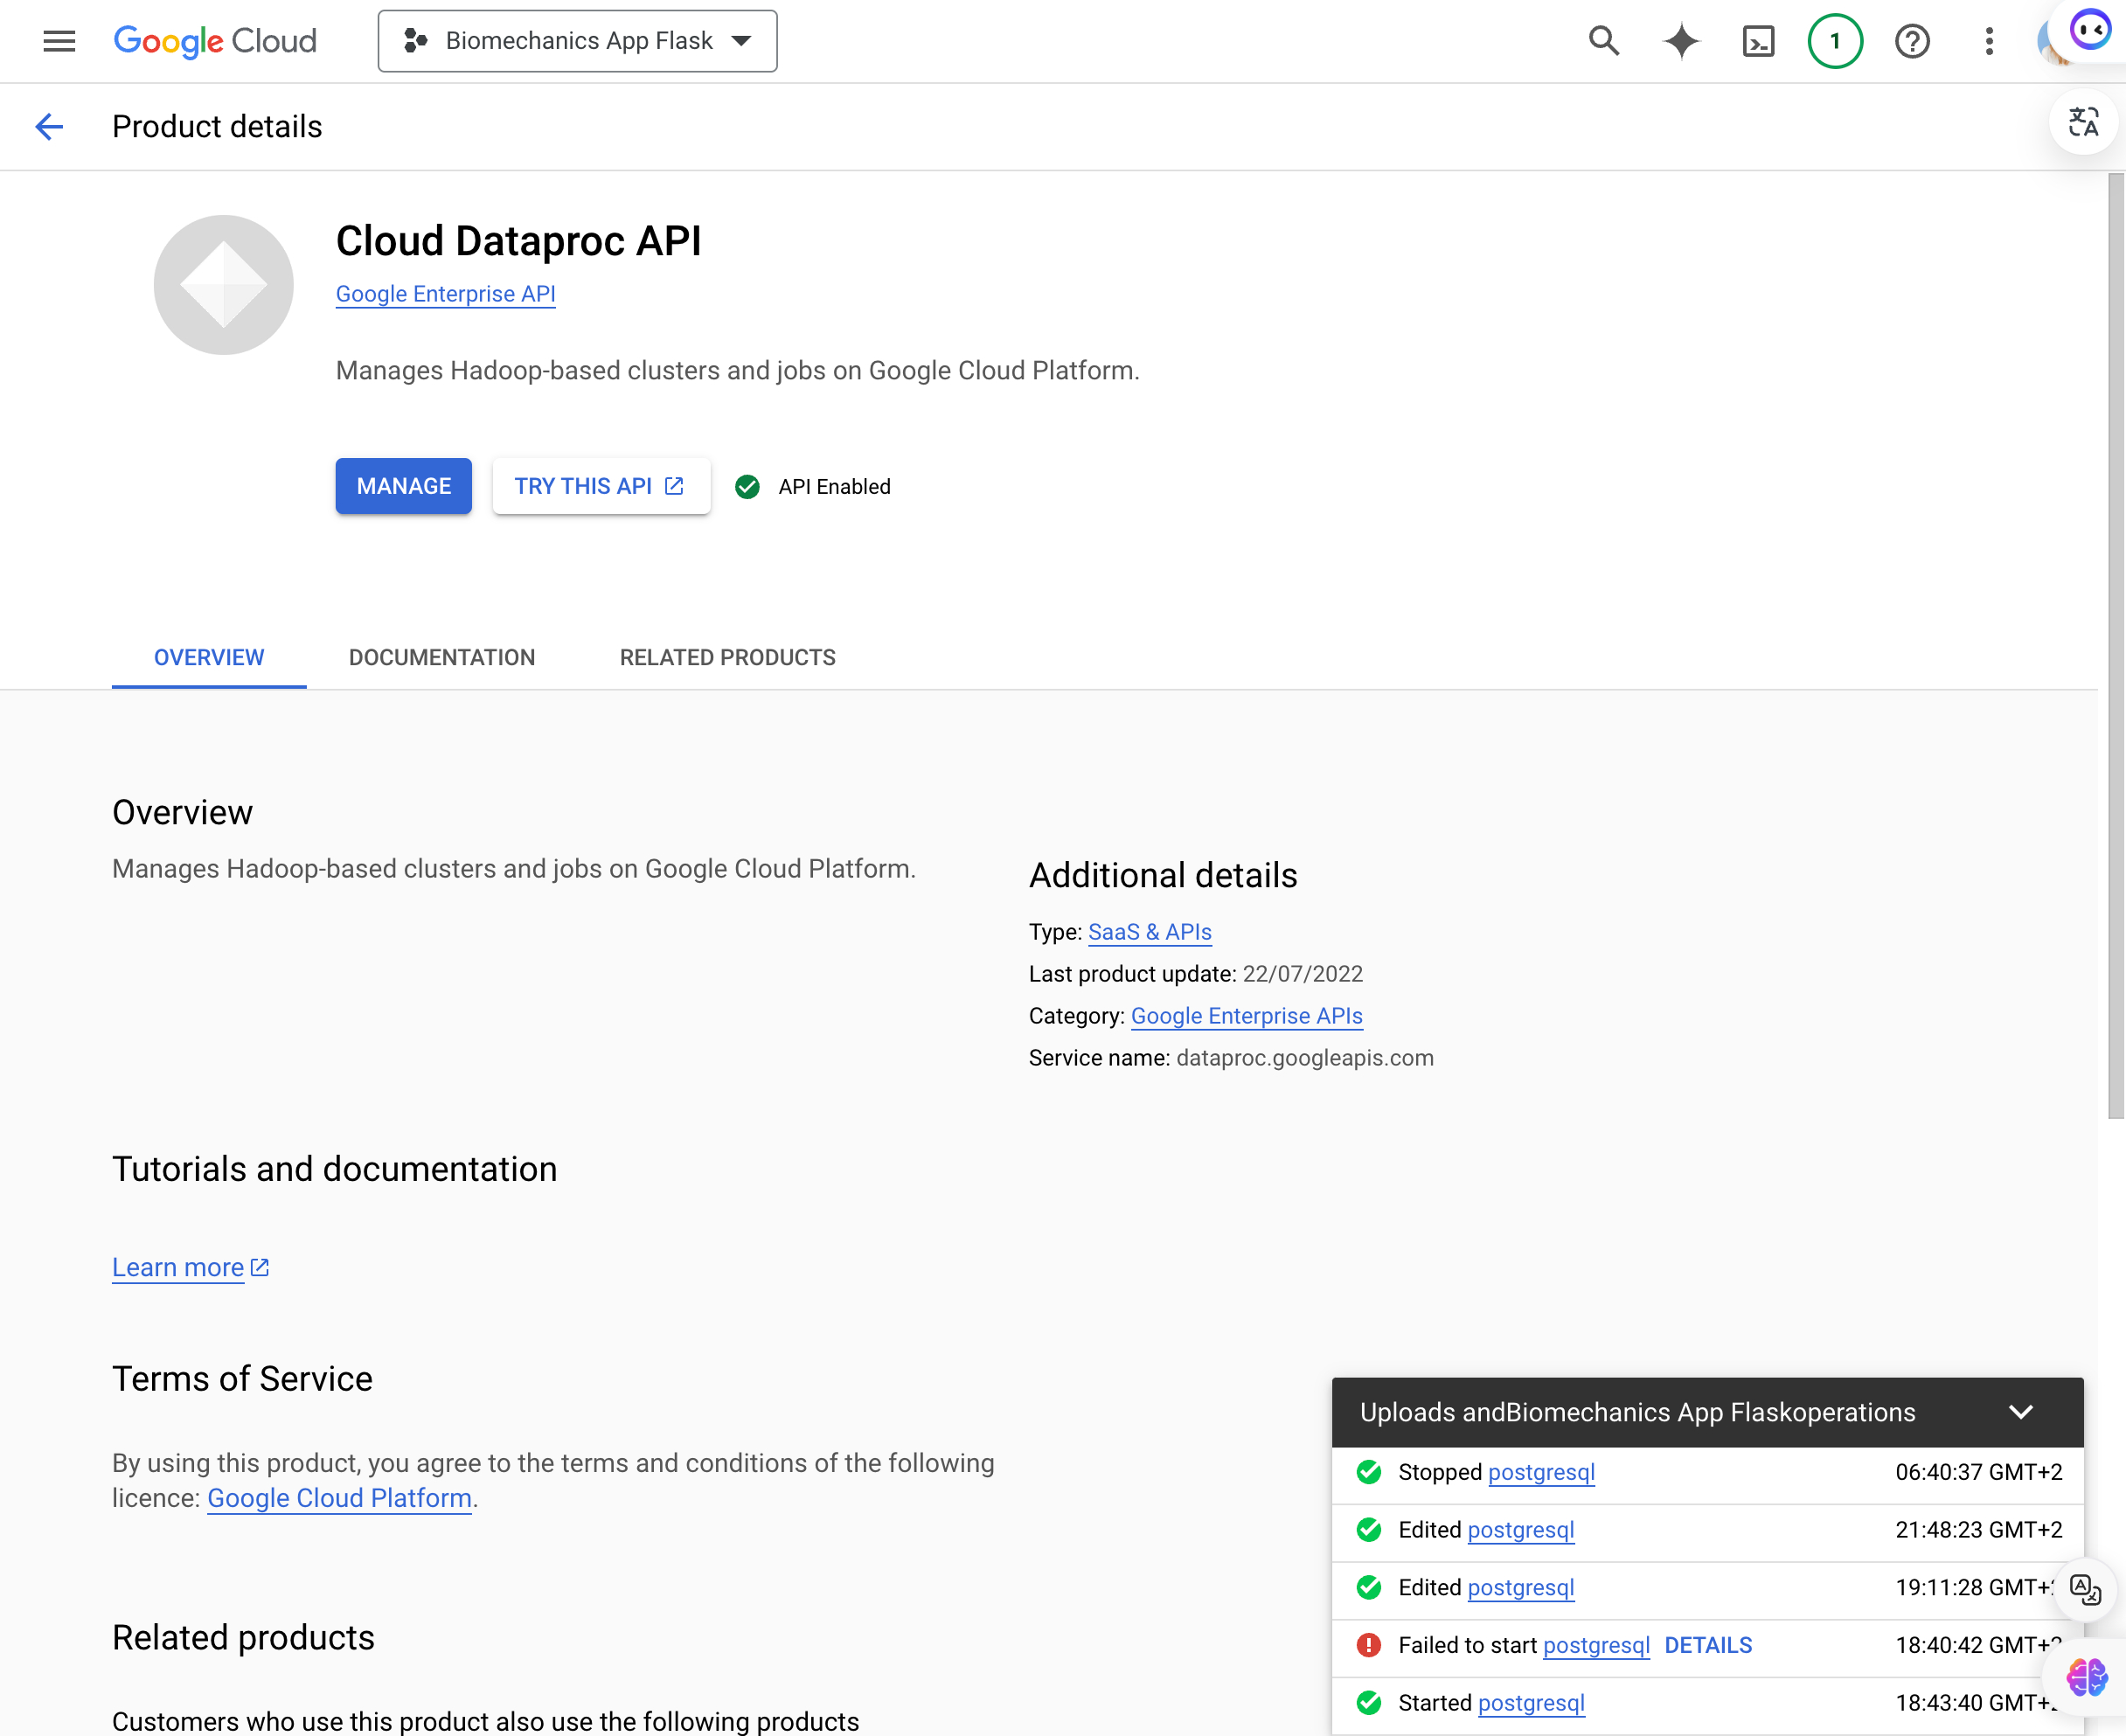 Google Cloud
Biomechanics App Flask
1
Product details
Cloud Dataproc API
Google Enterprise API
Manages Hadoop-based clusters and jobs on Google Cloud Platform.
MANAGE
TRY THIS API
API Enabled
OVERVIEW
DOCUMENTATION
RELATED PRODUCTS
Overview
Manages Hadoop-based clusters and jobs on Google Cloud Platform.
Additional details
Type: SaaS & APIs
Last product update: 22/07/2022
Category: Google Enterprise APIs
Service name: dataproc.googleapis.com
Tutorials and documentation
Learn more
Terms of Service
By using this product, you agree to the terms and conditions of the following
licence: Google Cloud Platform.
Related products
Customers who use this product also use the following products
Uploads andBiomechanics App Flaskoperations
Stopped postgresql 06:40:37 GMT+2
Edited postgresql 21:48:23 GMT+2
Edited postgresql 19:11:28 GMT+2
Failed to start postgresql DETAILS 18:40:42 GMT+2
Started postgresql 18:43:40 GMT+2